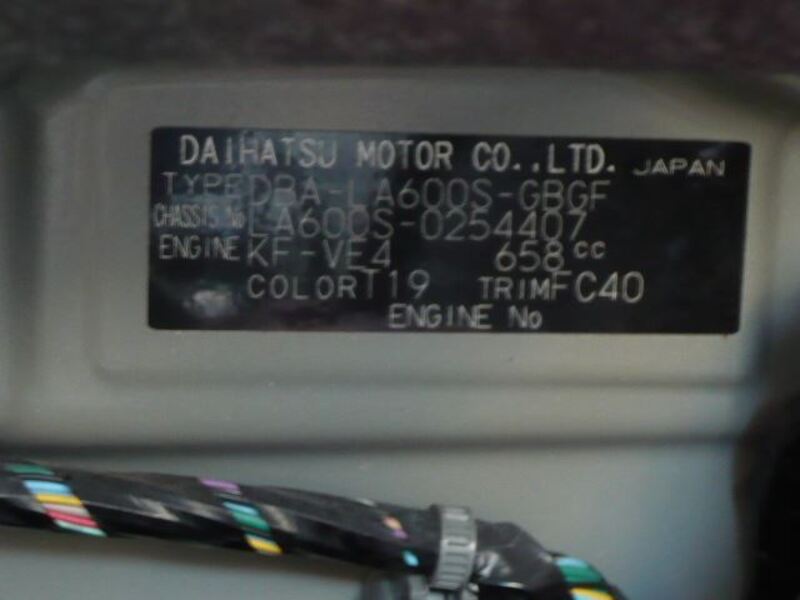 DAIHATSU MOTOR CO.,LTD. JAPAN
TYPE DBA-LA600S-GBGF
CHASSIS No LA600S-0254407
ENGINE KF-VE4 658 cc
COLOR T19 TRIM FC40
ENGINE No